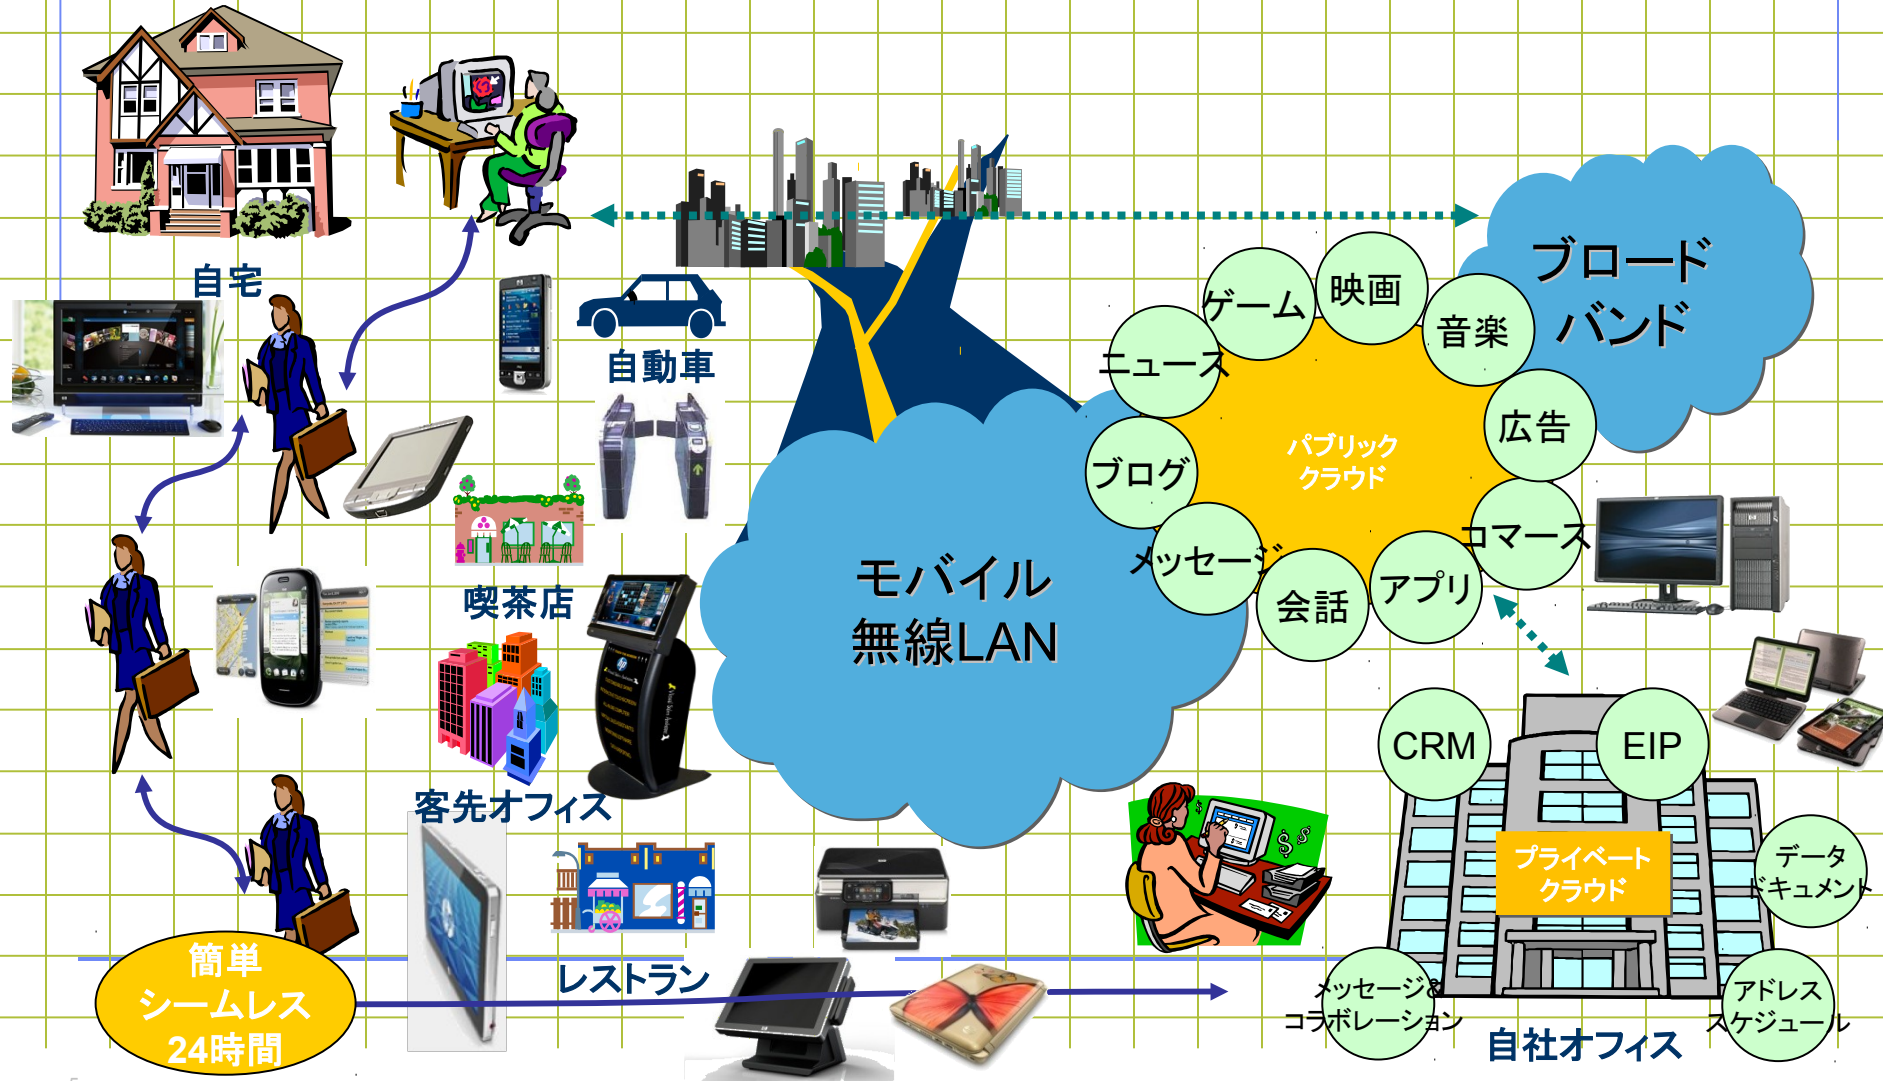 自宅
自動車
喫茶店
客先オフィス
レストラン
簡単
シームレス
24時間
モバイル
無線LAN
ブロード
バンド
パブリック
クラウド
ニュース
ゲーム
映画
音楽
広告
コマース
アプリ
会話
メッセージ
ブログ
CRM
EIP
プライベート
クラウド
データ
ドキュメント
メッセージ&
コラボレーション
アドレス
スケジュール
自社オフィス